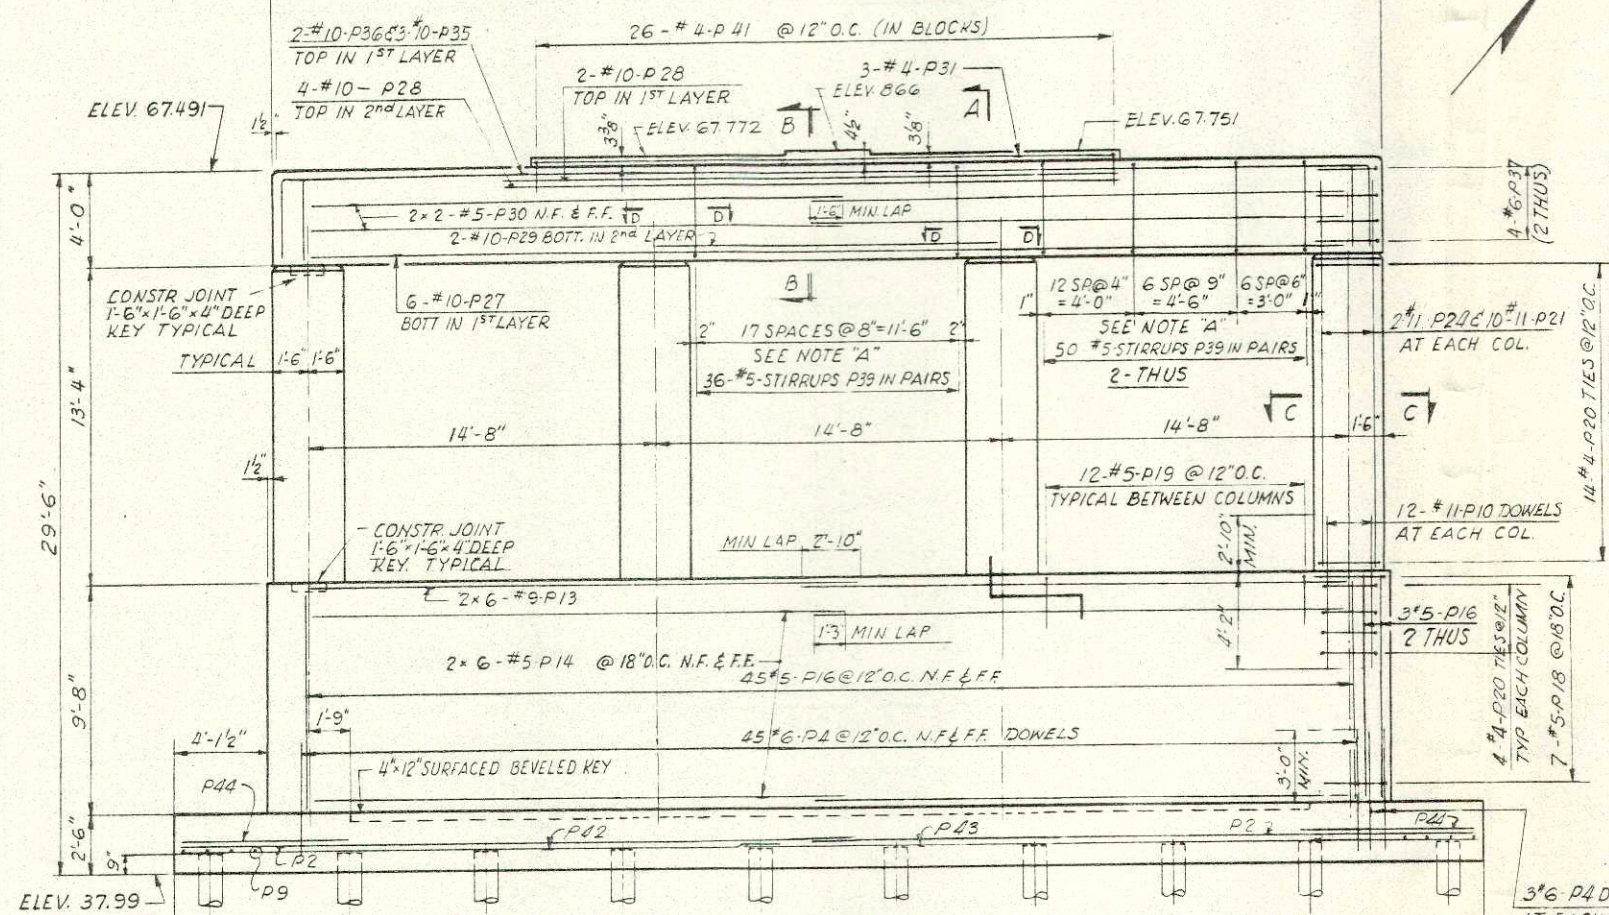 2-#10-P36 & 3-#10-P35
TOP IN 1ST LAYER
4-#10- P28
TOP IN 2nd LAYER
26-#4-P41 @ 12" O.C. (IN BLOCKS)
2-#10-P28
TOP IN 1ST LAYER
3-#4-P31
ELEV. 866
A
ELEV. 67.491
1½"
3⅜"
ELEV. 67.772
B
4½"
3⅛"
ELEV. 67.751
4-#6-P37
(2 THUS)
4'-0"
2×2-#5-P30 N.F. & F.F.
D
D
1'-6" MIN. LAP
2-#10-P29 BOTT. IN 2nd LAYER
D
D
CONSTR. JOINT
1'-6"×1'-6"×4" DEEP
KEY TYPICAL
6-#10-P27
BOTT IN 1ST LAYER
B
1"
12 SP.@4"
= 4'-0"
6 SP@ 9"
= 4'-6"
6 SP@6"
= 3'-0"
1"
SEE NOTE "A"
50 #5-STIRRUPS P39 IN PAIRS
2-THUS
2" 17 SPACES @ 8"=11'-6" 2"
SEE NOTE "A"
36-#5-STIRRUPS P39 IN PAIRS
2#11-P24 & 10-#11-P21
AT EACH COL.
14-#4-P20 TIES @12"O.C.
TYPICAL 1'-6" 1'-6"
13'-4"
29'-6"
C
C
14'-8"
14'-8"
14'-8"
1'-6"
1½"
12-#5-P19 @ 12"O.C.
TYPICAL BETWEEN COLUMNS
12-#11-P10 DOWELS
AT EACH COL.
CONSTR. JOINT
1'-6"×1'-6"×4" DEEP
KEY. TYPICAL
MIN LAP 2'-10"
2'-10"
MIN.
2×6-#9-P13
4'-2"
3#5-P16
2 THUS
1'-3" MIN LAP
2×6-#5-P14 @ 18"O.C. N.F. & F.F.
45#5-P16@12"O.C. N.F. & F.F.
4 #4-P20 TIES@12"
TYP EACH COLUMN
7-#5-P18 @18"O.C.
9'-8"
1'-9"
4'-1½"
45#6-P4@12"O.C. N.F. & F.F. DOWELS
3'-0"
MIN.
4"×12" SURFACED BEVELED KEY
P44
2'-6"
9"
P42
P43
P2
P44
P2
P9
ELEV. 37.99
3#6-P4 D